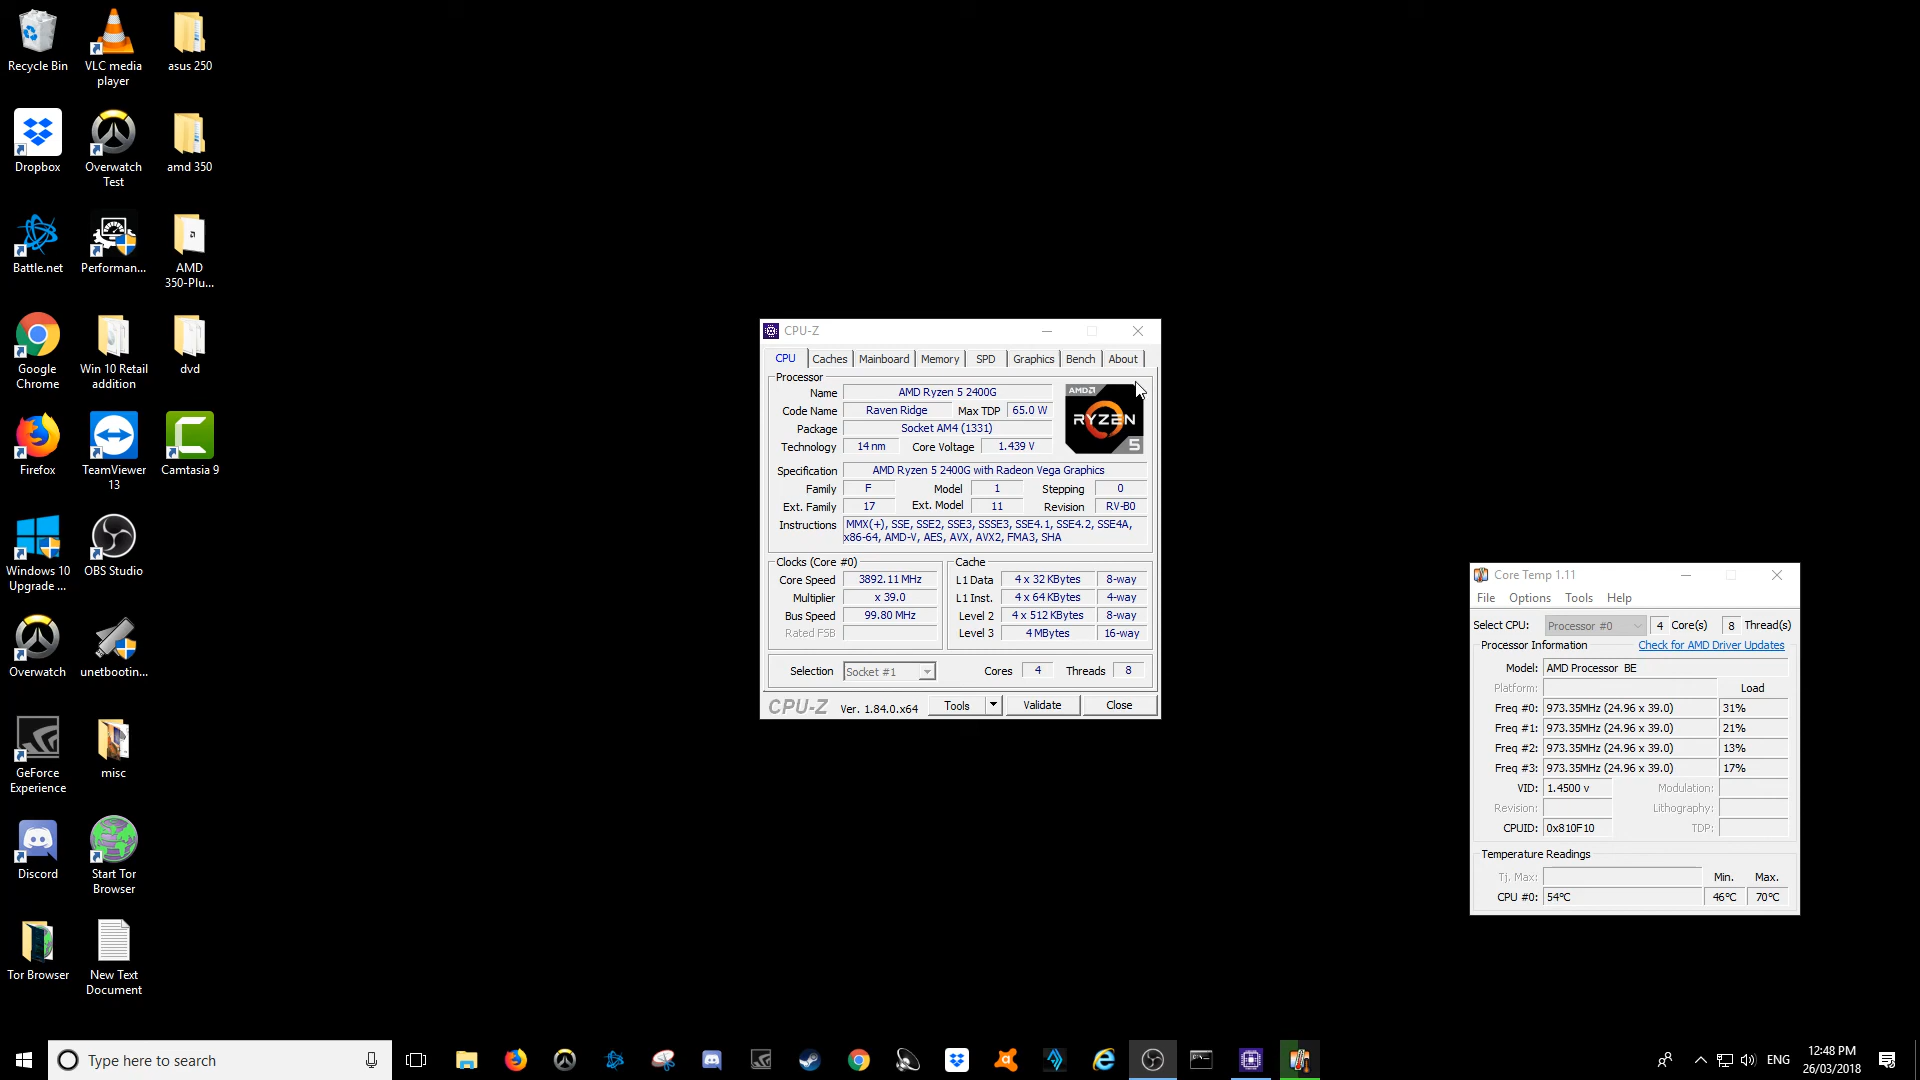 Recycle Bin
VLC media
player
asus 250
Dropbox
Overwatch
Test
amd 350
Battle.net
Performan...
AMD
350-Plu...
Google
Chrome
Win 10 Retail
addition
dvd
Firefox
TeamViewer
13
Camtasia 9
Windows 10
Upgrade ...
OBS Studio
Overwatch
unetbootin...
GeForce
Experience
misc
Discord
Start Tor
Browser
Tor Browser
New Text
Document
CPU-Z
CPU Caches Mainboard Memory SPD Graphics Bench About
Processor
Name AMD Ryzen 5 2400G
Code Name Raven Ridge Max TDP 65.0 W
Package Socket AM4 (1331)
Technology 14 nm Core Voltage 1.439 V
AMD
RYZEN
5
Specification AMD Ryzen 5 2400G with Radeon Vega Graphics
Family F Model 1 Stepping 0
Ext. Family 17 Ext. Model 11 Revision RV-B0
Instructions MMX(+), SSE, SSE2, SSE3, SSSE3, SSE4.1, SSE4.2, SSE4A,
x86-64, AMD-V, AES, AVX, AVX2, FMA3, SHA
Clocks (Core #0)
Core Speed 3892.11 MHz
Multiplier x 39.0
Bus Speed 99.80 MHz
Rated FSB
Cache
L1 Data 4 x 32 KBytes 8-way
L1 Inst. 4 x 64 KBytes 4-way
Level 2 4 x 512 KBytes 8-way
Level 3 4 MBytes 16-way
Selection Socket #1 Cores 4 Threads 8
CPU-Z Ver. 1.84.0.x64 Tools Validate Close
Core Temp 1.11
File Options Tools Help
Select CPU: Processor #0 4 Core(s) 8 Thread(s)
Processor Information Check for AMD Driver Updates
Model: AMD Processor BE
Platform: Load
Freq #0: 973.35MHz (24.96 x 39.0) 31%
Freq #1: 973.35MHz (24.96 x 39.0) 21%
Freq #2: 973.35MHz (24.96 x 39.0) 13%
Freq #3: 973.35MHz (24.96 x 39.0) 17%
VID: 1.4500 v Modulation:
Revision: Lithography:
CPUID: 0x810F10 TDP:
Temperature Readings
Tj. Max: Min. Max.
CPU #0: 54°C 46°C 70°C
Type here to search
ENG
12:48 PM
26/03/2018